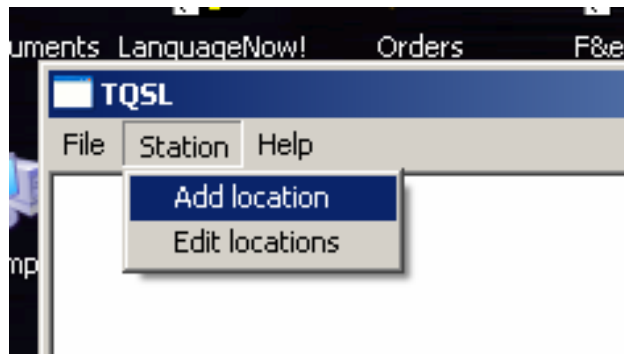 uments LanguageNow! Orders F&e
TQSL
File Station Help
Add location
Edit locations
mp